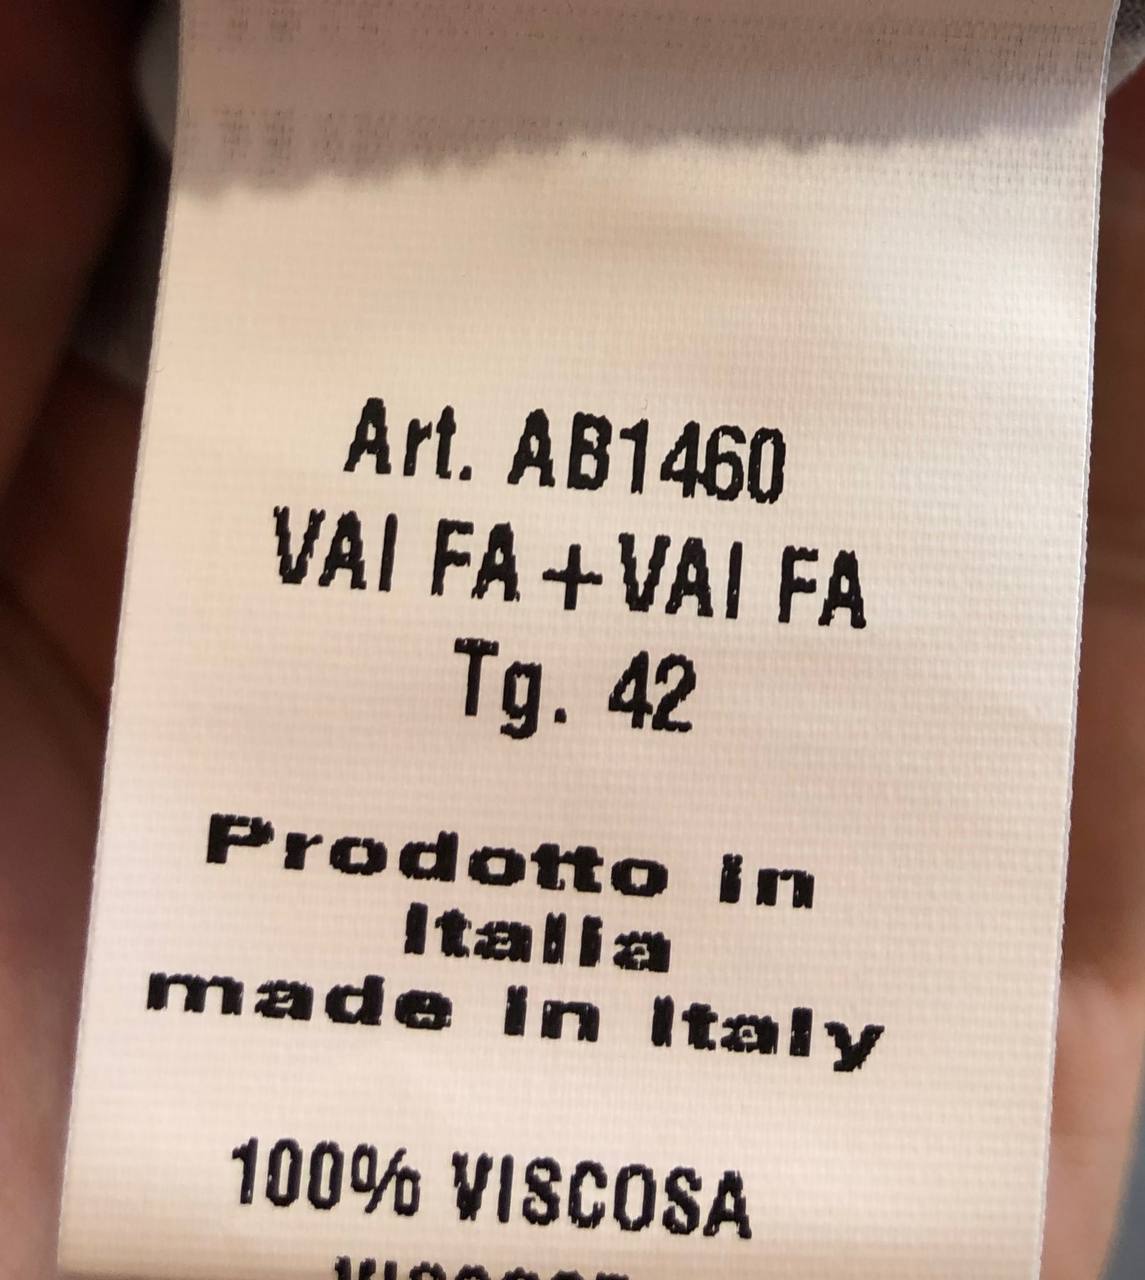 Art. AB1460
VAI FA + VAI FA
Tg. 42
Prodotto in
Italia
made in Italy
100% VISCOSA